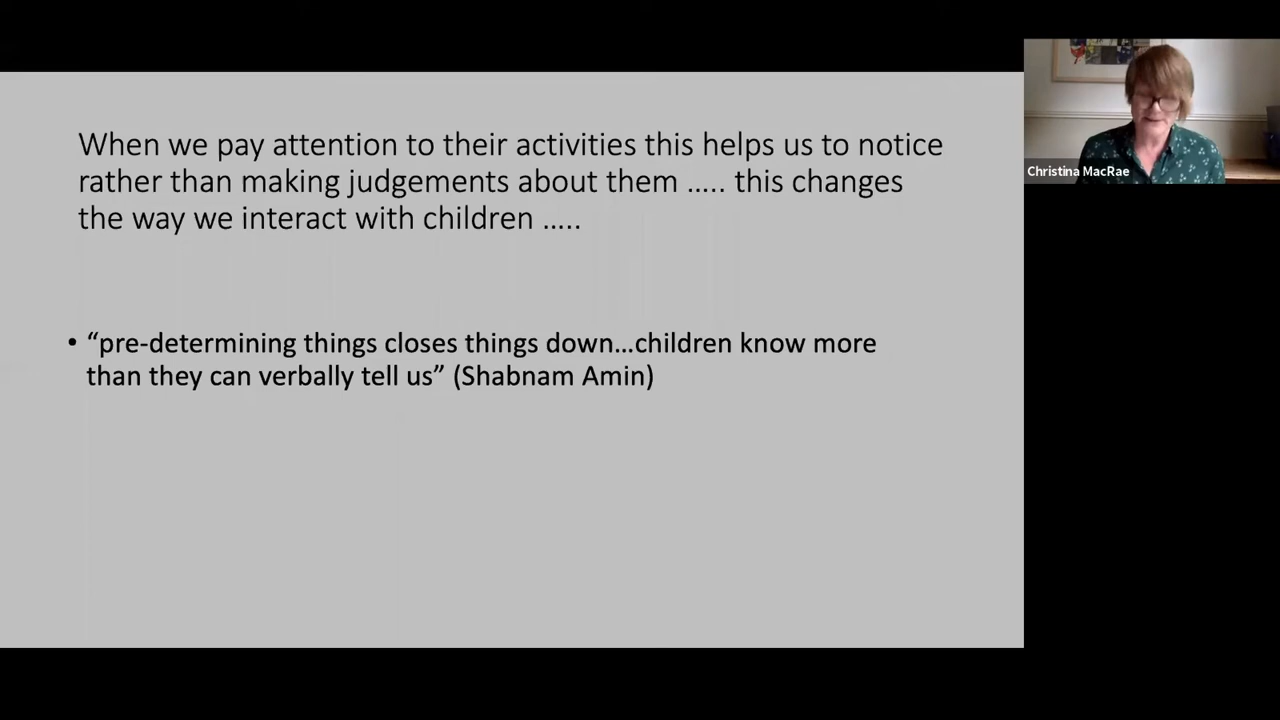 When we pay attention to their activities this helps us to notice
rather than making judgements about them ..... this changes
the way we interact with children .....
• “pre-determining things closes things down...children know more
than they can verbally tell us” (Shabnam Amin)
Christina MacRae